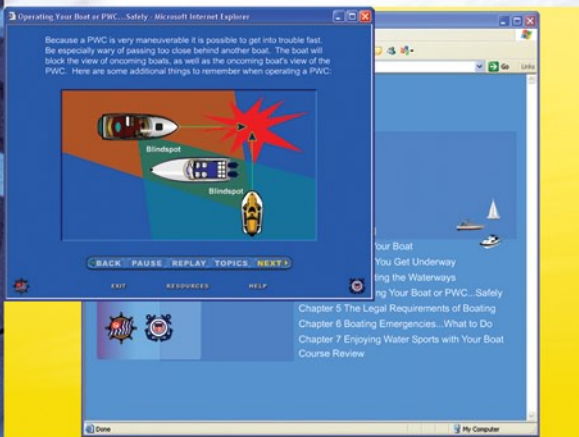 Operating Your Boat or PWC...Safely - Microsoft Internet Explorer
Because a PWC is very maneuverable it is possible to get into trouble fast.
Be especially wary of passing too close behind another boat. The boat will
block the view of oncoming boats, as well as the oncoming boat's view of the
PWC. Here are some additional things to remember when operating a PWC:
Blindspot
Blindspot
BACK PAUSE REPLAY TOPICS NEXT
EXIT RESOURCES HELP
Go Links
Your Boat
You Get Underway
ting the Waterways
ng Your Boat or PWC...Safely
Chapter 5 The Legal Requirements of Boating
Chapter 6 Boating Emergencies...What to Do
Chapter 7 Enjoying Water Sports with Your Boat
Course Review
Done
My Computer